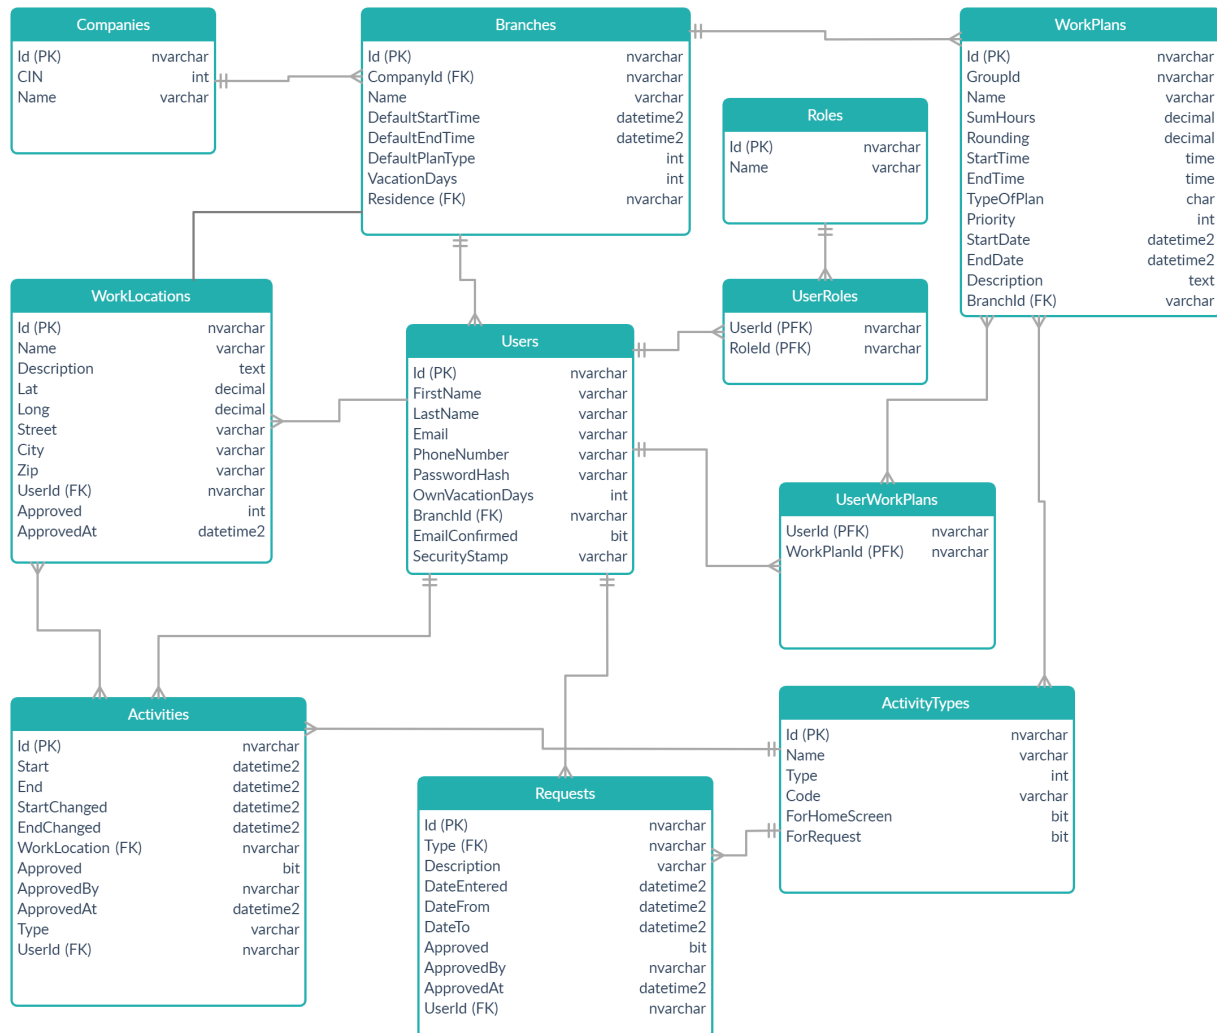 Companies
Id (PK) nvarchar
CIN int
Name varchar
Branches
Id (PK) nvarchar
CompanyId (FK) nvarchar
Name varchar
DefaultStartTime datetime2
DefaultEndTime datetime2
DefaultPlanType int
VacationDays int
Residence (FK) nvarchar
WorkPlans
Id (PK) nvarchar
GroupId nvarchar
Name varchar
SumHours decimal
Rounding decimal
StartTime time
EndTime time
TypeOfPlan char
Priority int
StartDate datetime2
EndDate datetime2
Description text
BranchId (FK) varchar
Roles
Id (PK) nvarchar
Name varchar
WorkLocations
Id (PK) nvarchar
Name varchar
Description text
Lat decimal
Long decimal
Street varchar
City varchar
Zip varchar
UserId (FK) nvarchar
Approved int
ApprovedAt datetime2
Users
Id (PK) nvarchar
FirstName varchar
LastName varchar
Email varchar
PhoneNumber varchar
PasswordHash varchar
OwnVacationDays int
BranchId (FK) nvarchar
EmailConfirmed bit
SecurityStamp varchar
UserRoles
UserId (PFK) nvarchar
RoleId (PFK) nvarchar
UserWorkPlans
UserId (PFK) nvarchar
WorkPlanId (PFK) nvarchar
Activities
Id (PK) nvarchar
Start datetime2
End datetime2
StartChanged datetime2
EndChanged datetime2
WorkLocation (FK) nvarchar
Approved bit
ApprovedBy nvarchar
ApprovedAt datetime2
Type varchar
UserId (FK) nvarchar
Requests
Id (PK) nvarchar
Type (FK) nvarchar
Description varchar
DateEntered datetime2
DateFrom datetime2
DateTo datetime2
Approved bit
ApprovedBy nvarchar
ApprovedAt datetime2
UserId (FK) nvarchar
ActivityTypes
Id (PK) nvarchar
Name varchar
Type int
Code varchar
ForHomeScreen bit
ForRequest bit